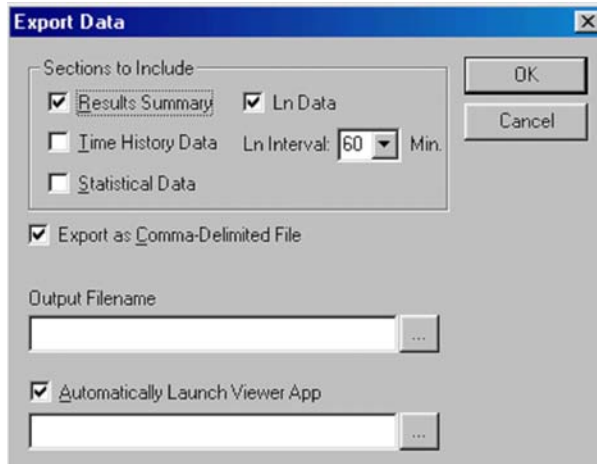 Export Data
Sections to Include
OK
Results Summary
Ln Data
Cancel
Time History Data
Ln Interval: 60 Min.
Statistical Data
Export as Comma-Delimited File
Output Filename
...
Automatically Launch Viewer App
...